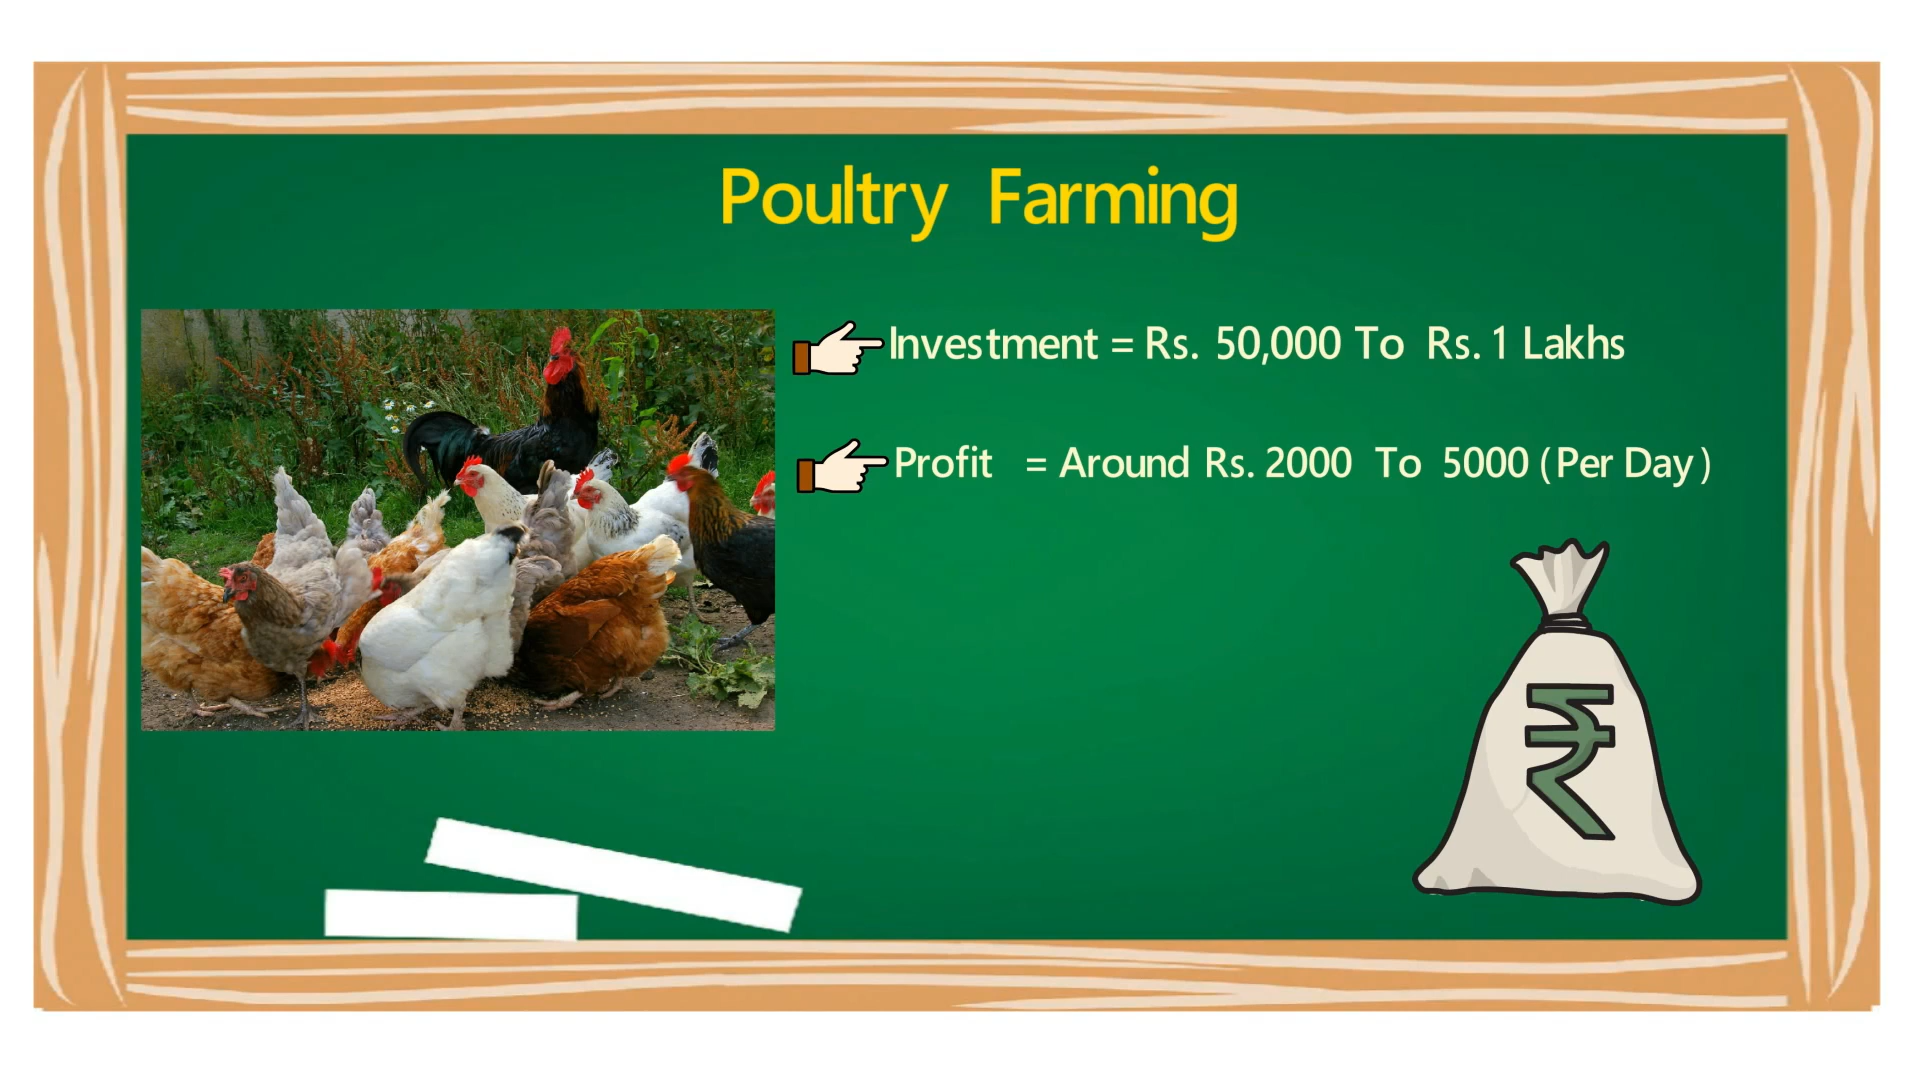 Poultry Farming
Investment = Rs. 50,000 To Rs. 1 Lakhs
Profit = Around Rs. 2000 To 5000 (Per Day)
₹